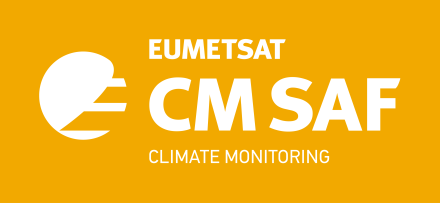 EUMETSAT
CM SAF
CLIMATE MONITORING